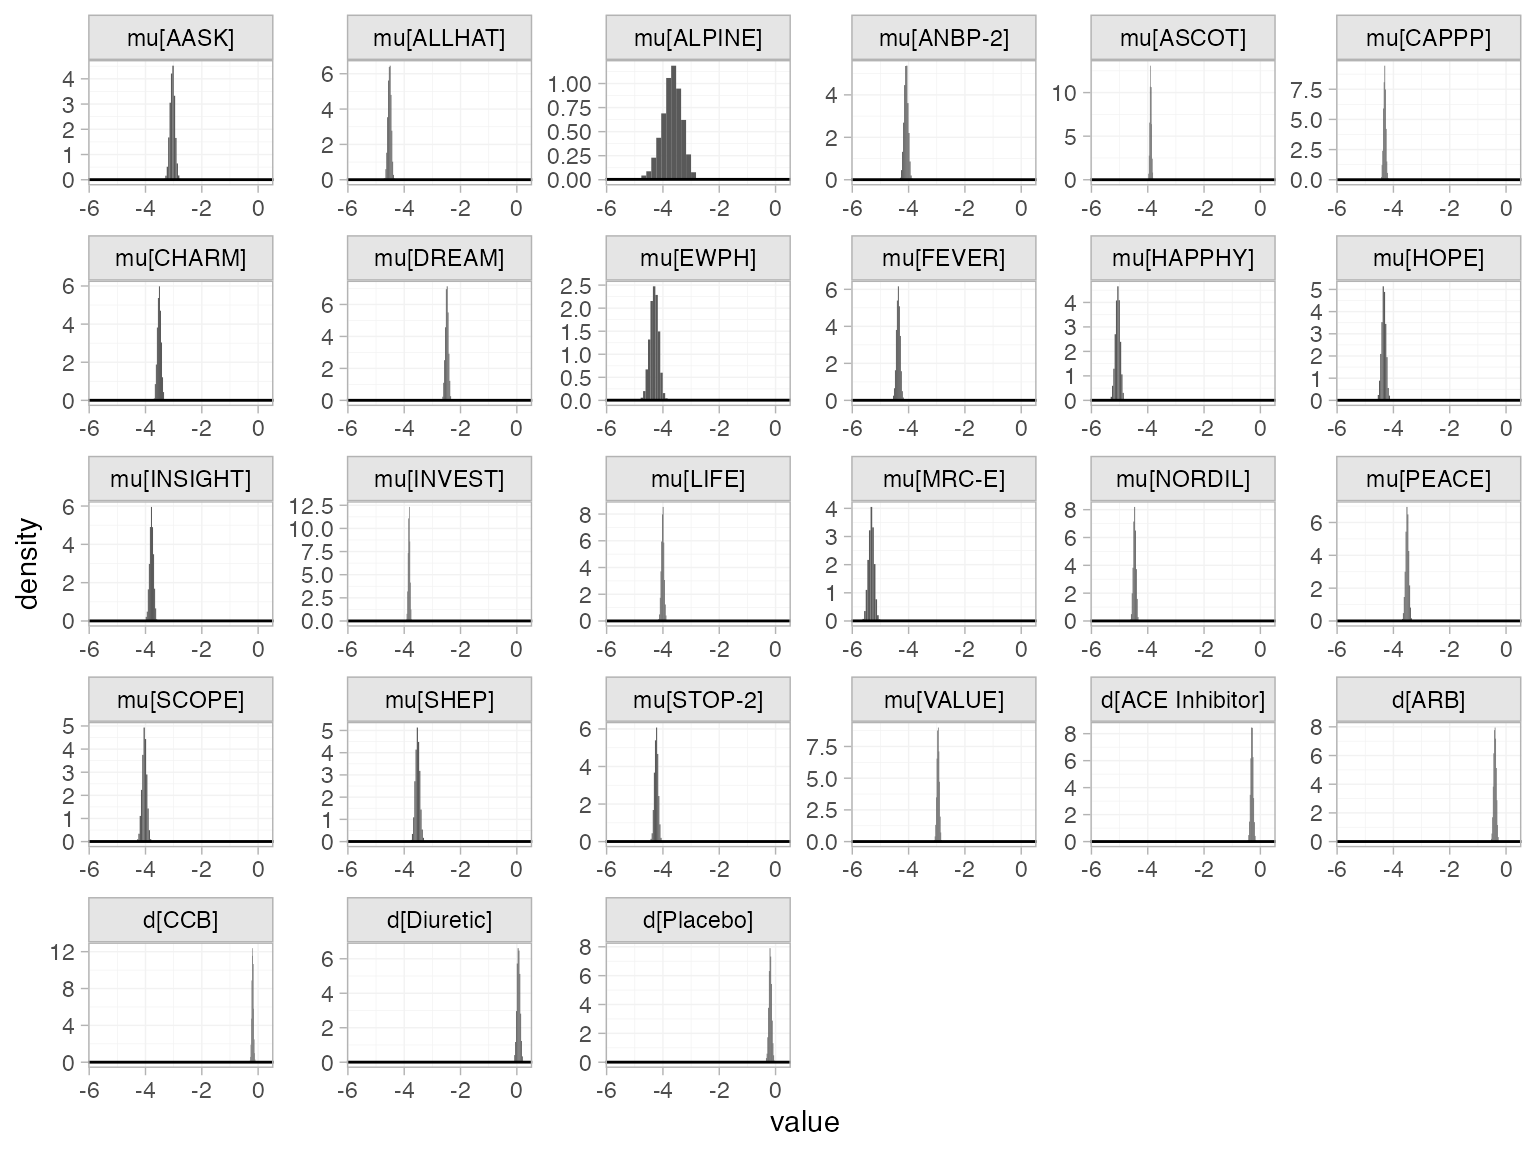 mu[AASK] mu[ALLHAT] mu[ALPINE] mu[ANBP-2] mu[ASCOT] mu[CAPPP]
4 3 2 1 0
6 4 2 0
1.00 0.75 0.50 0.25 0.00
4 2 0
10 5 0
7.5 5.0 2.5 0.0
-6 -4 -2 0 -6 -4 -2 0 -6 -4 -2 0 -6 -4 -2 0 -6 -4 -2 0 -6 -4 -2 0
mu[CHARM] mu[DREAM] mu[EWPH] mu[FEVER] mu[HAPPHY] mu[HOPE]
6 4 2 0
6 4 2 0
2.5 2.0 1.5 1.0 0.5 0.0
6 4 2 0
4 3 2 1 0
5 4 3 2 1 0
-6 -4 -2 0 -6 -4 -2 0 -6 -4 -2 0 -6 -4 -2 0 -6 -4 -2 0 -6 -4 -2 0
density
mu[INSIGHT] mu[INVEST] mu[LIFE] mu[MRC-E] mu[NORDIL] mu[PEACE]
6 4 2 0
12.5 10.0 7.5 5.0 2.5 0.0
8 6 4 2 0
4 3 2 1 0
8 6 4 2 0
6 4 2 0
-6 -4 -2 0 -6 -4 -2 0 -6 -4 -2 0 -6 -4 -2 0 -6 -4 -2 0 -6 -4 -2 0
mu[SCOPE] mu[SHEP] mu[STOP-2] mu[VALUE] d[ACE Inhibitor] d[ARB]
5 4 3 2 1 0
5 4 3 2 1 0
6 4 2 0
7.5 5.0 2.5 0.0
8 6 4 2 0
8 6 4 2 0
-6 -4 -2 0 -6 -4 -2 0 -6 -4 -2 0 -6 -4 -2 0 -6 -4 -2 0 -6 -4 -2 0
d[CCB] d[Diuretic] d[Placebo]
12 8 4 0
6 4 2 0
8 6 4 2 0
-6 -4 -2 0 -6 -4 -2 0 -6 -4 -2 0
value